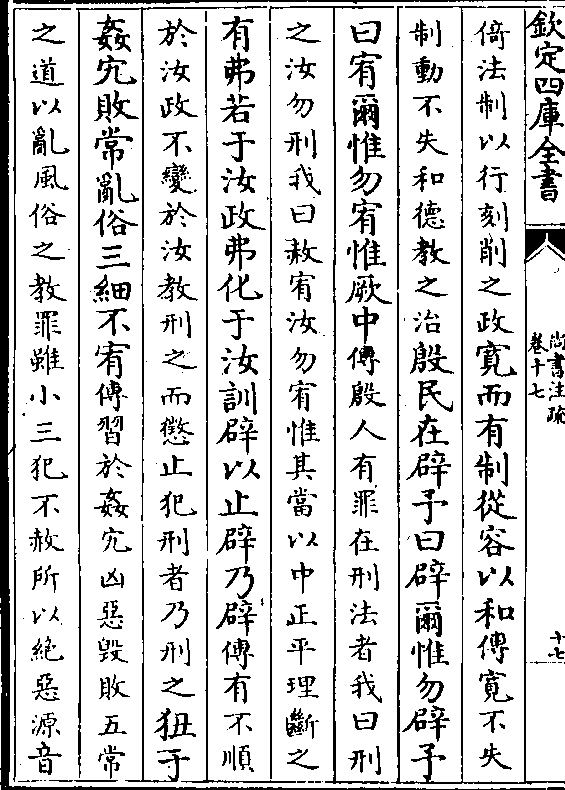 欽定四庫全書
尚書注疏
卷十七
十七
倚法制以行刻削之政寛而有制從容以和傳寛不失
制動不失和德教之治殷民在辟予曰辟爾惟勿辟予
曰宥爾惟勿宥惟厥中傳殷人有罪在刑法者我曰刑
之汝勿刑我曰赦宥汝勿宥惟其當以中正平理斷之
有弗若于汝政弗化于汝訓辟以止辟乃辟傳有不順
於汝政不變於汝教刑之而懲止犯刑者乃刑之狃于
姦宄敗常亂俗三細不宥傳習於姦宄凶惡毁敗五常
之道以亂風俗之教罪雖小三犯不赦所以絶惡源音